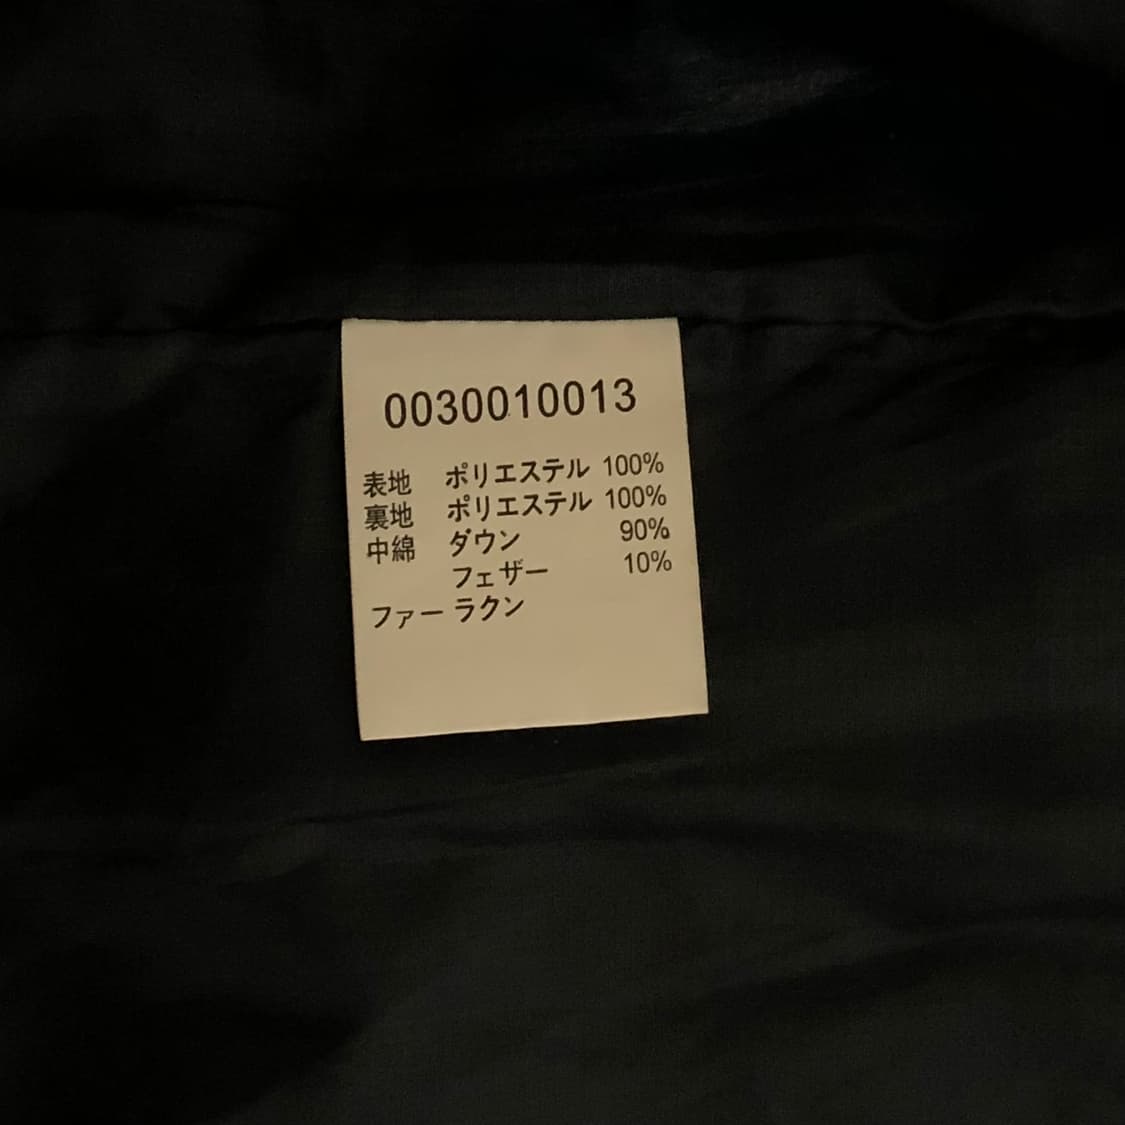 0030010013
表地 ポリエステル 100%
裏地 ポリエステル 100%
中綿 ダウン 90%
フェザー 10%
ファー ラクン